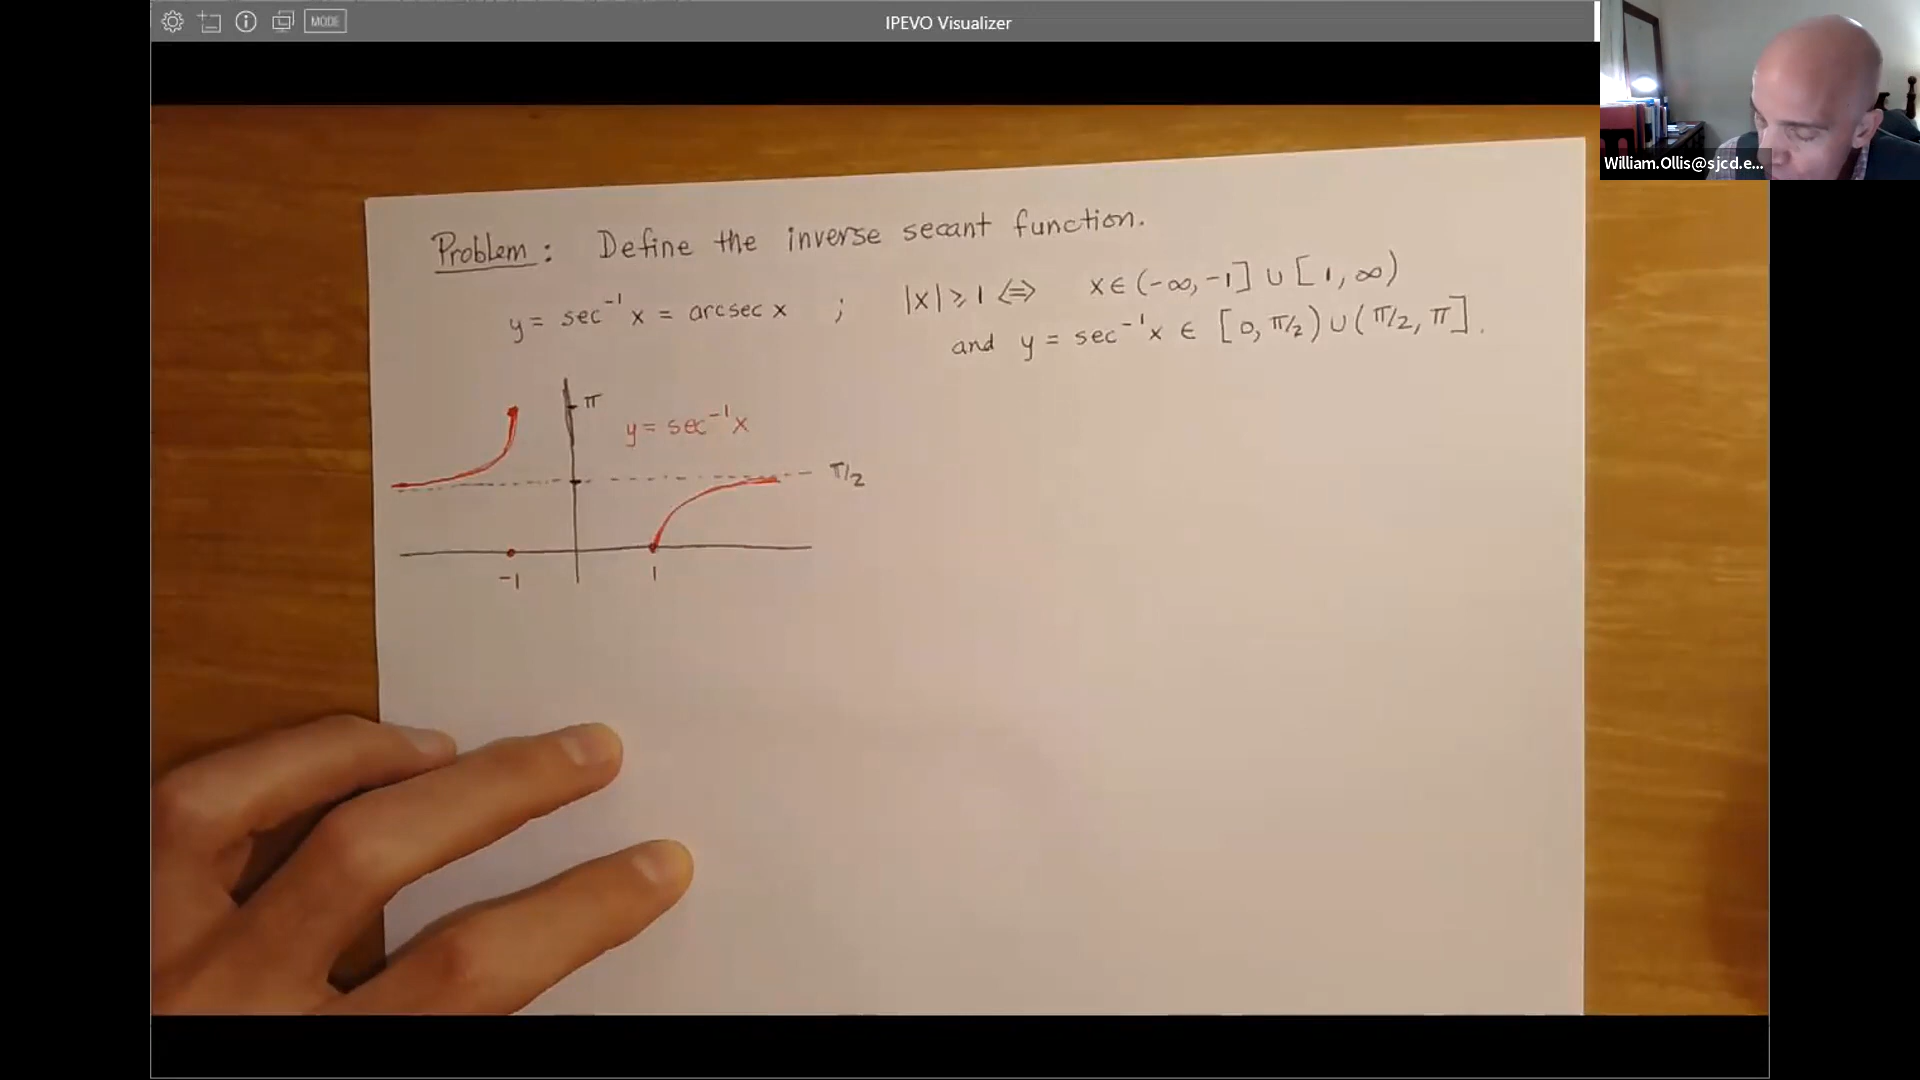 MODE
IPEVO Visualizer
William.Ollis@sjcd.e...
Problem: Define the inverse secant function.
y = sec⁻¹ x = arcsec x ; |x| ≥ 1 ⇔ x ∈ (-∞, -1] ∪ [1, ∞)
and y = sec⁻¹x ∈ [0, π/2) ∪ (π/2, π].
π
y = sec⁻¹x
π/2
-1 1